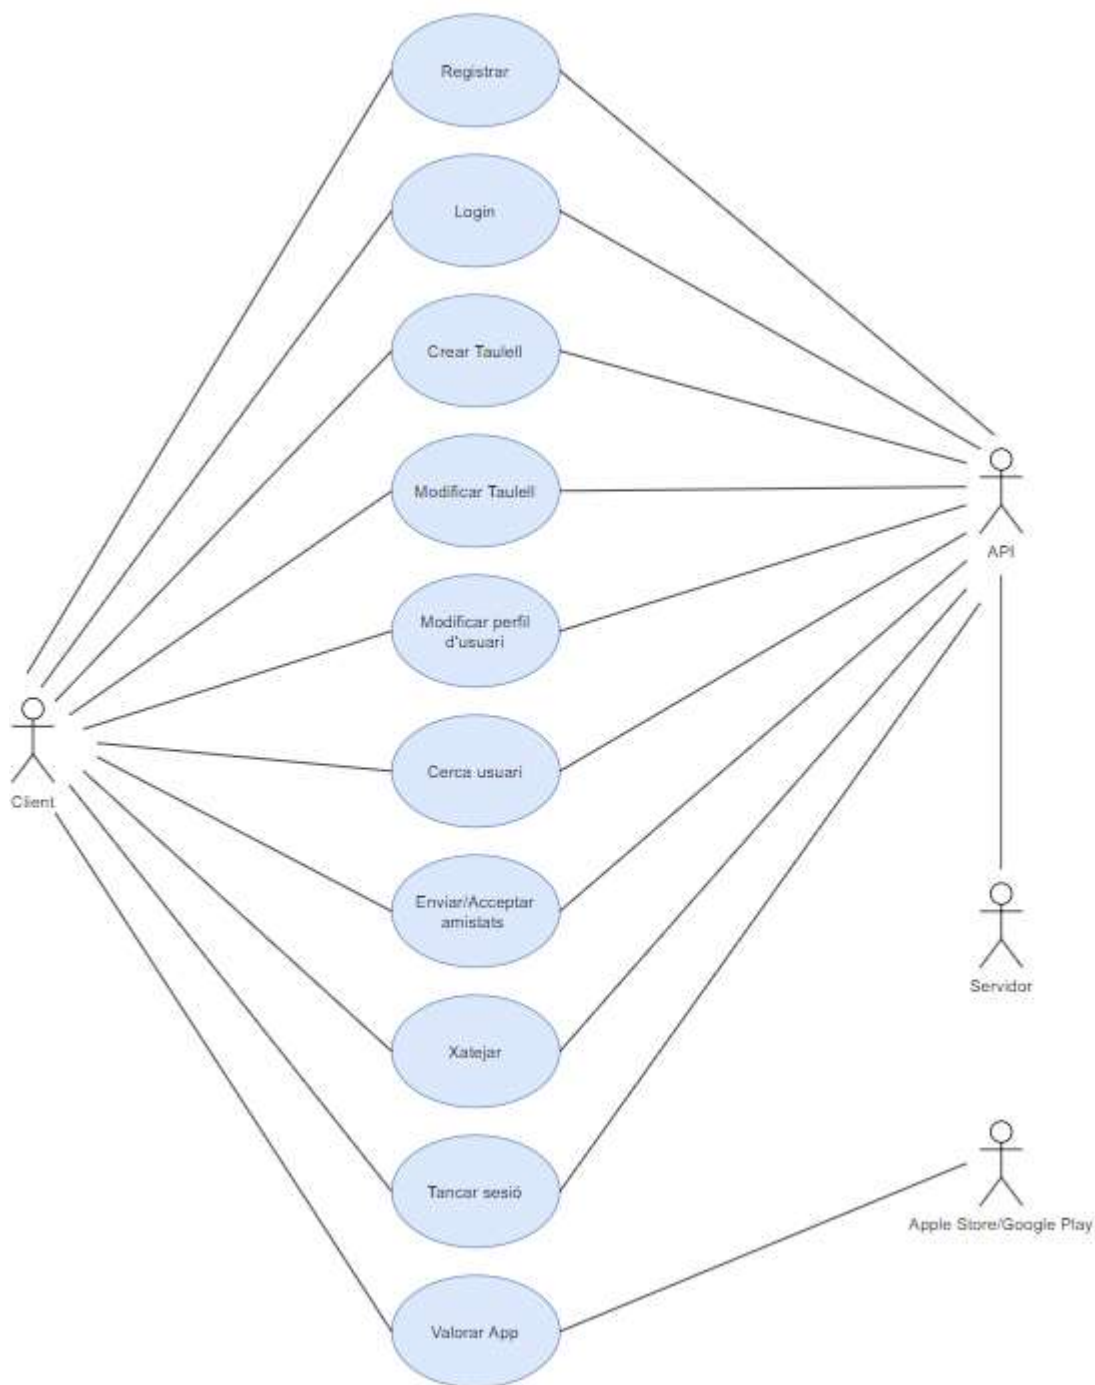 Registrar
Login
Crear Taulell
Modificar Taulell
API
Modificar perfil
d'usuari
Cerca usuari
Client
Enviar/Acceptar
amistats
Servidor
Xatejar
Tancar sesió
Apple Store/Google Play
Valorar App